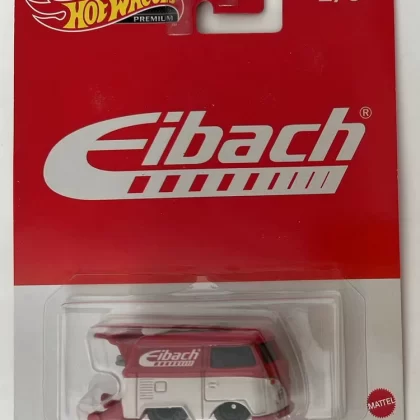 HOT WHEELS
PREMIUM
Eibach®
Eibach
MATTEL